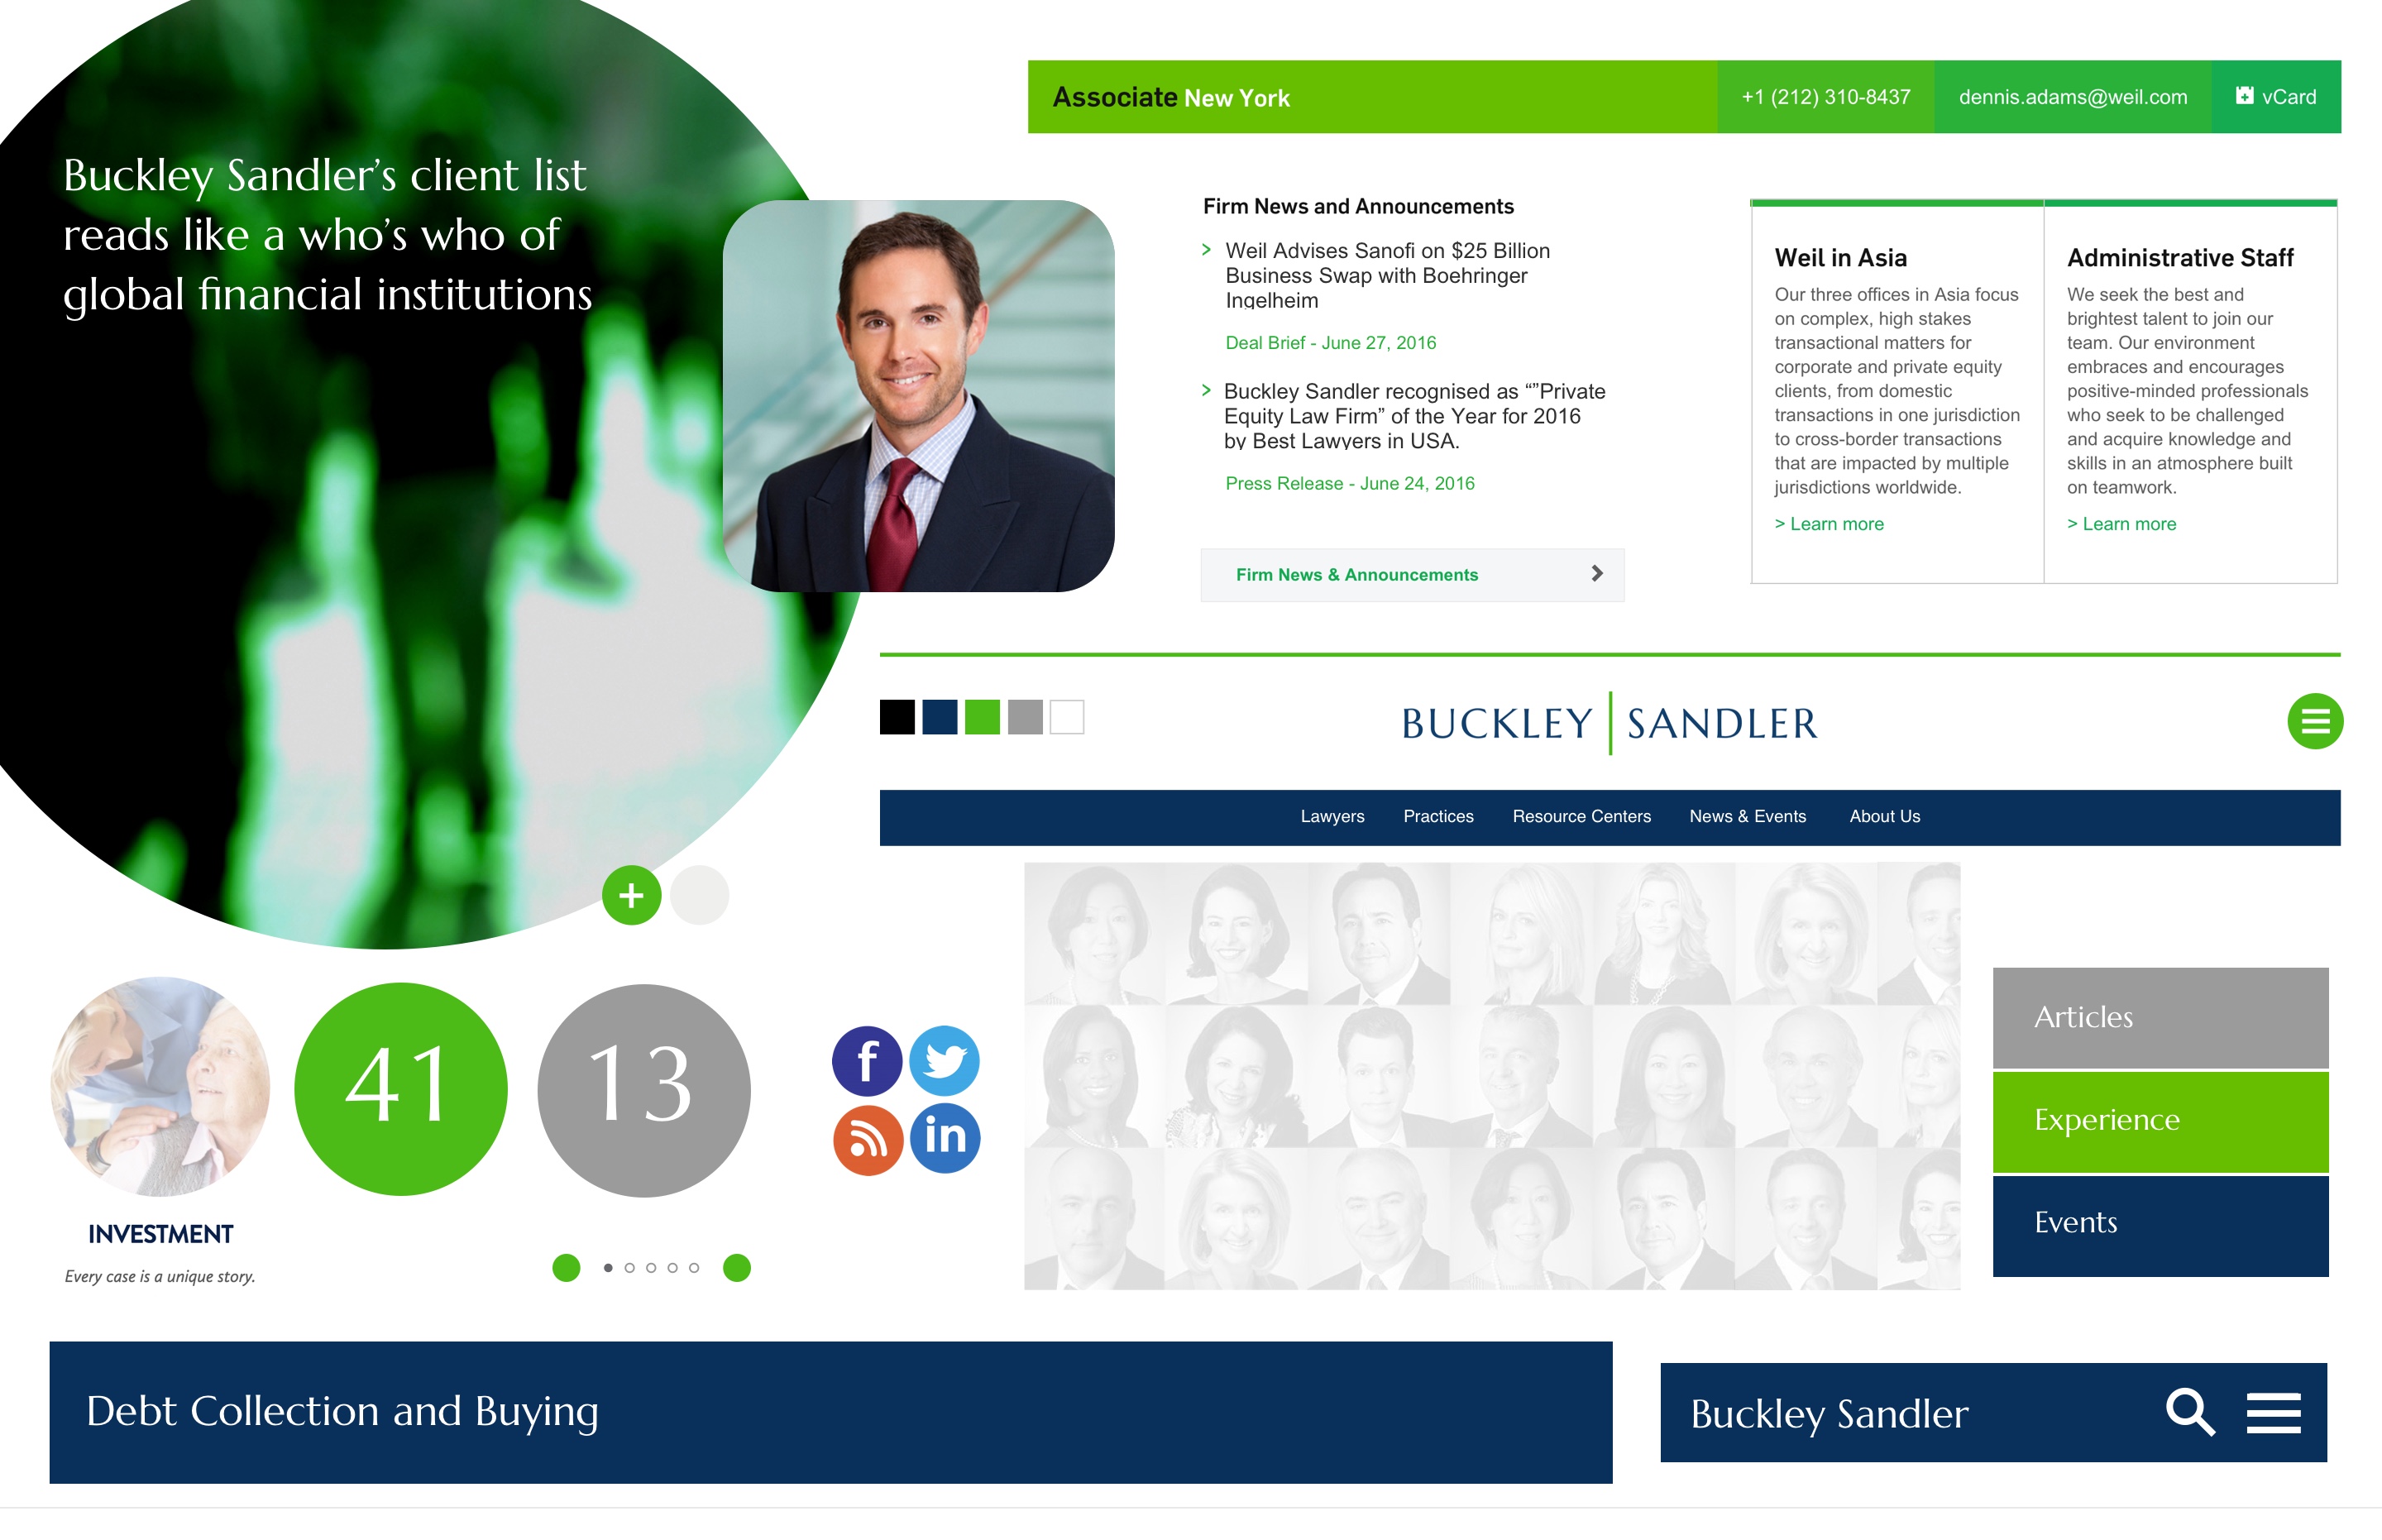 Buckley Sandler’s client list
reads like a who’s who of
global financial institutions
Associate New York
+1 (212) 310-8437
dennis.adams@weil.com
vCard
Firm News and Announcements
> Weil Advises Sanofi on $25 Billion
Business Swap with Boehringer
Ingelheim
Deal Brief - June 27, 2016
> Buckley Sandler recognised as “”Private
Equity Law Firm” of the Year for 2016
by Best Lawyers in USA.
Press Release - June 24, 2016
Firm News & Announcements
Weil in Asia
Our three offices in Asia focus
on complex, high stakes
transactional matters for
corporate and private equity
clients, from domestic
transactions in one jurisdiction
to cross-border transactions
that are impacted by multiple
jurisdictions worldwide.
> Learn more
Administrative Staff
We seek the best and
brightest talent to join our
team. Our environment
embraces and encourages
positive-minded professionals
who seek to be challenged
and acquire knowledge and
skills in an atmosphere built
on teamwork.
> Learn more
BUCKLEY SANDLER
Lawyers Practices Resource Centers News & Events About Us
41
13
INVESTMENT
Every case is a unique story.
f
in
Articles
Experience
Events
Debt Collection and Buying
Buckley Sandler